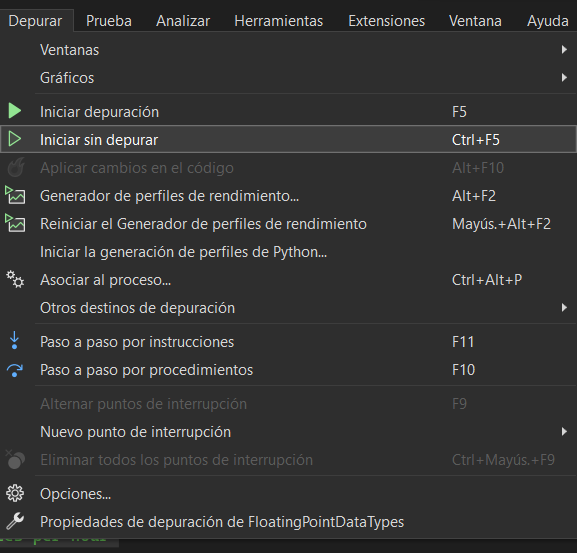 Depurar Prueba Analizar Herramientas Extensiones Ventana Ayuda
Ventanas
Gráficos
Iniciar depuración F5
Iniciar sin depurar Ctrl+F5
Aplicar cambios en el código Alt+F10
Generador de perfiles de rendimiento... Alt+F2
Reiniciar el Generador de perfiles de rendimiento Mayús.+Alt+F2
Iniciar la generación de perfiles de Python...
Asociar al proceso... Ctrl+Alt+P
Otros destinos de depuración
Paso a paso por instrucciones F11
Paso a paso por procedimientos F10
Alternar puntos de interrupción F9
Nuevo punto de interrupción
Eliminar todos los puntos de interrupción Ctrl+Mayús.+F9
Opciones...
Propiedades de depuración de FloatingPointDataTypes